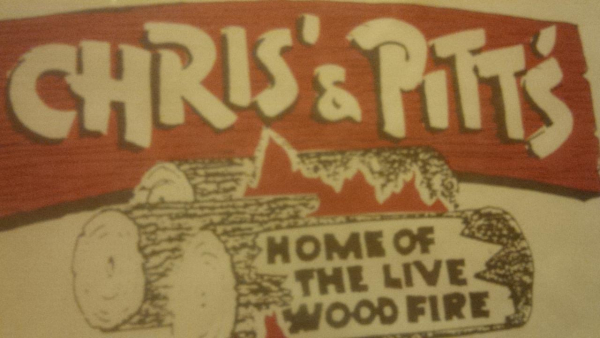 CHRIS' & PITT'S
HOME OF
THE LIVE
WOOD FIRE